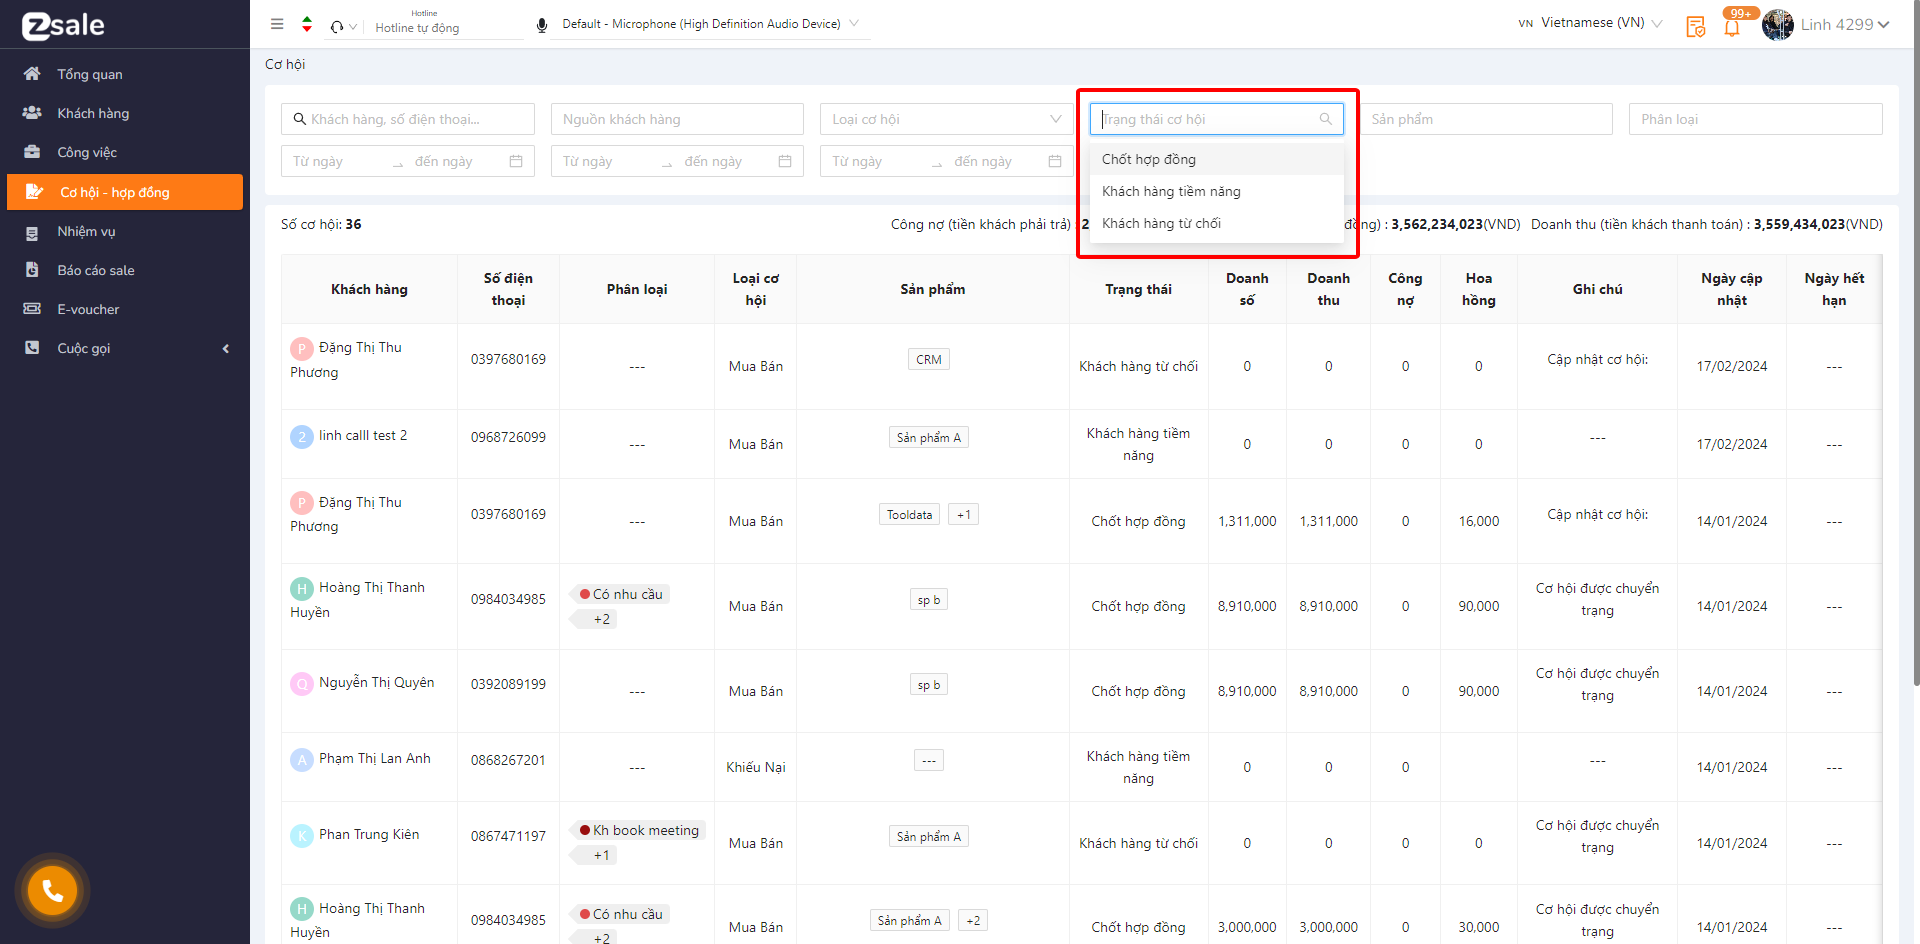 zsale
Tổng quan
Khách hàng
Công việc
Cơ hội - hợp đồng
Nhiệm vụ
Báo cáo sale
E-voucher
Cuộc gọi
Hotline
Hotline tự động
Default - Microphone (High Definition Audio Device)
VN Vietnamese (VN)
99+
Linh 4299
Cơ hội
Khách hàng, số điện thoại...
Nguồn khách hàng
Loại cơ hội
Trạng thái cơ hội
Sản phẩm
Phân loại
Từ ngày đến ngày
Từ ngày đến ngày
Từ ngày đến ngày
Chốt hợp đồng
Khách hàng tiềm năng
Khách hàng từ chối
Số cơ hội: 36
Công nợ (tiền khách phải trả) : 2
đồng) : 3,562,234,023(VND)
Doanh thu (tiền khách thanh toán) : 3,559,434,023(VND)
Khách hàng
Số điện thoại
Phân loại
Loại cơ hội
Sản phẩm
Trạng thái
Doanh số
Doanh thu
Công nợ
Hoa hồng
Ghi chú
Ngày cập nhật
Ngày hết hạn
P Đặng Thị Thu Phương 0397680169 --- Mua Bán CRM Khách hàng từ chối 0 0 0 0 Cập nhật cơ hội: 17/02/2024 ---
2 linh calll test 2 0968726099 --- Mua Bán Sản phẩm A Khách hàng tiềm năng 0 0 0 0 --- 17/02/2024 ---
P Đặng Thị Thu Phương 0397680169 --- Mua Bán Tooldata +1 Chốt hợp đồng 1,311,000 1,311,000 0 16,000 Cập nhật cơ hội: 14/01/2024 ---
H Hoàng Thị Thanh Huyền 0984034985 Có nhu cầu +2 Mua Bán sp b Chốt hợp đồng 8,910,000 8,910,000 0 90,000 Cơ hội được chuyển trạng 14/01/2024 ---
Q Nguyễn Thị Quyên 0392089199 --- Mua Bán sp b Chốt hợp đồng 8,910,000 8,910,000 0 90,000 Cơ hội được chuyển trạng 14/01/2024 ---
A Phạm Thị Lan Anh 0868267201 --- Khiếu Nại --- Khách hàng tiềm năng 0 0 0 --- 14/01/2024 ---
K Phan Trung Kiên 0867471197 Kh book meeting +1 Mua Bán Sản phẩm A Khách hàng từ chối 0 0 0 0 Cơ hội được chuyển trạng 14/01/2024 ---
H Hoàng Thị Thanh Huyền 0984034985 Có nhu cầu +2 Mua Bán Sản phẩm A +2 Chốt hợp đồng 3,000,000 3,000,000 0 30,000 Cơ hội được chuyển trạng 14/01/2024 ---